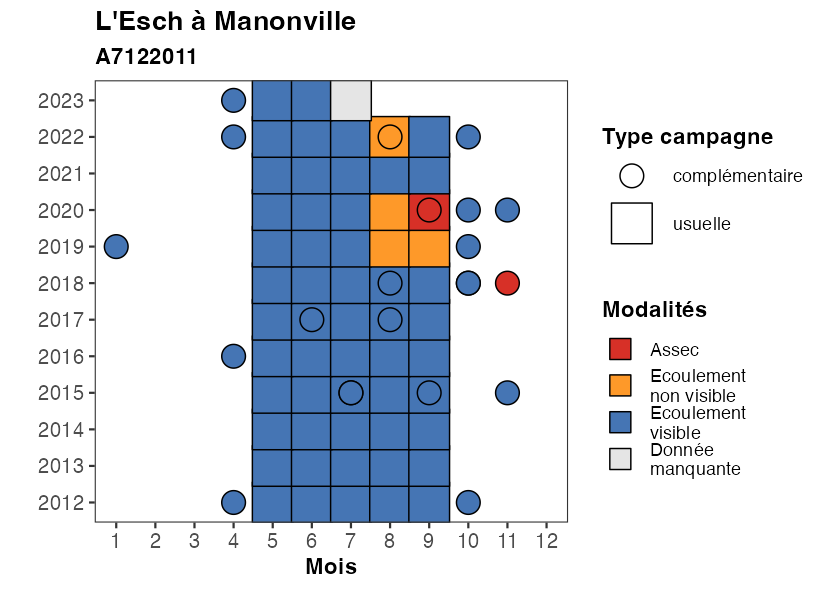 L'Esch à Manonville
A7122011
2023
2022
2021
2020
2019
2018
2017
2016
2015
2014
2013
2012
1 2 3 4 5 6 7 8 9 10 11 12
Mois
Type campagne
complémentaire
usuelle
Modalités
Assec
Ecoulement
non visible
Ecoulement
visible
Donnée
manquante